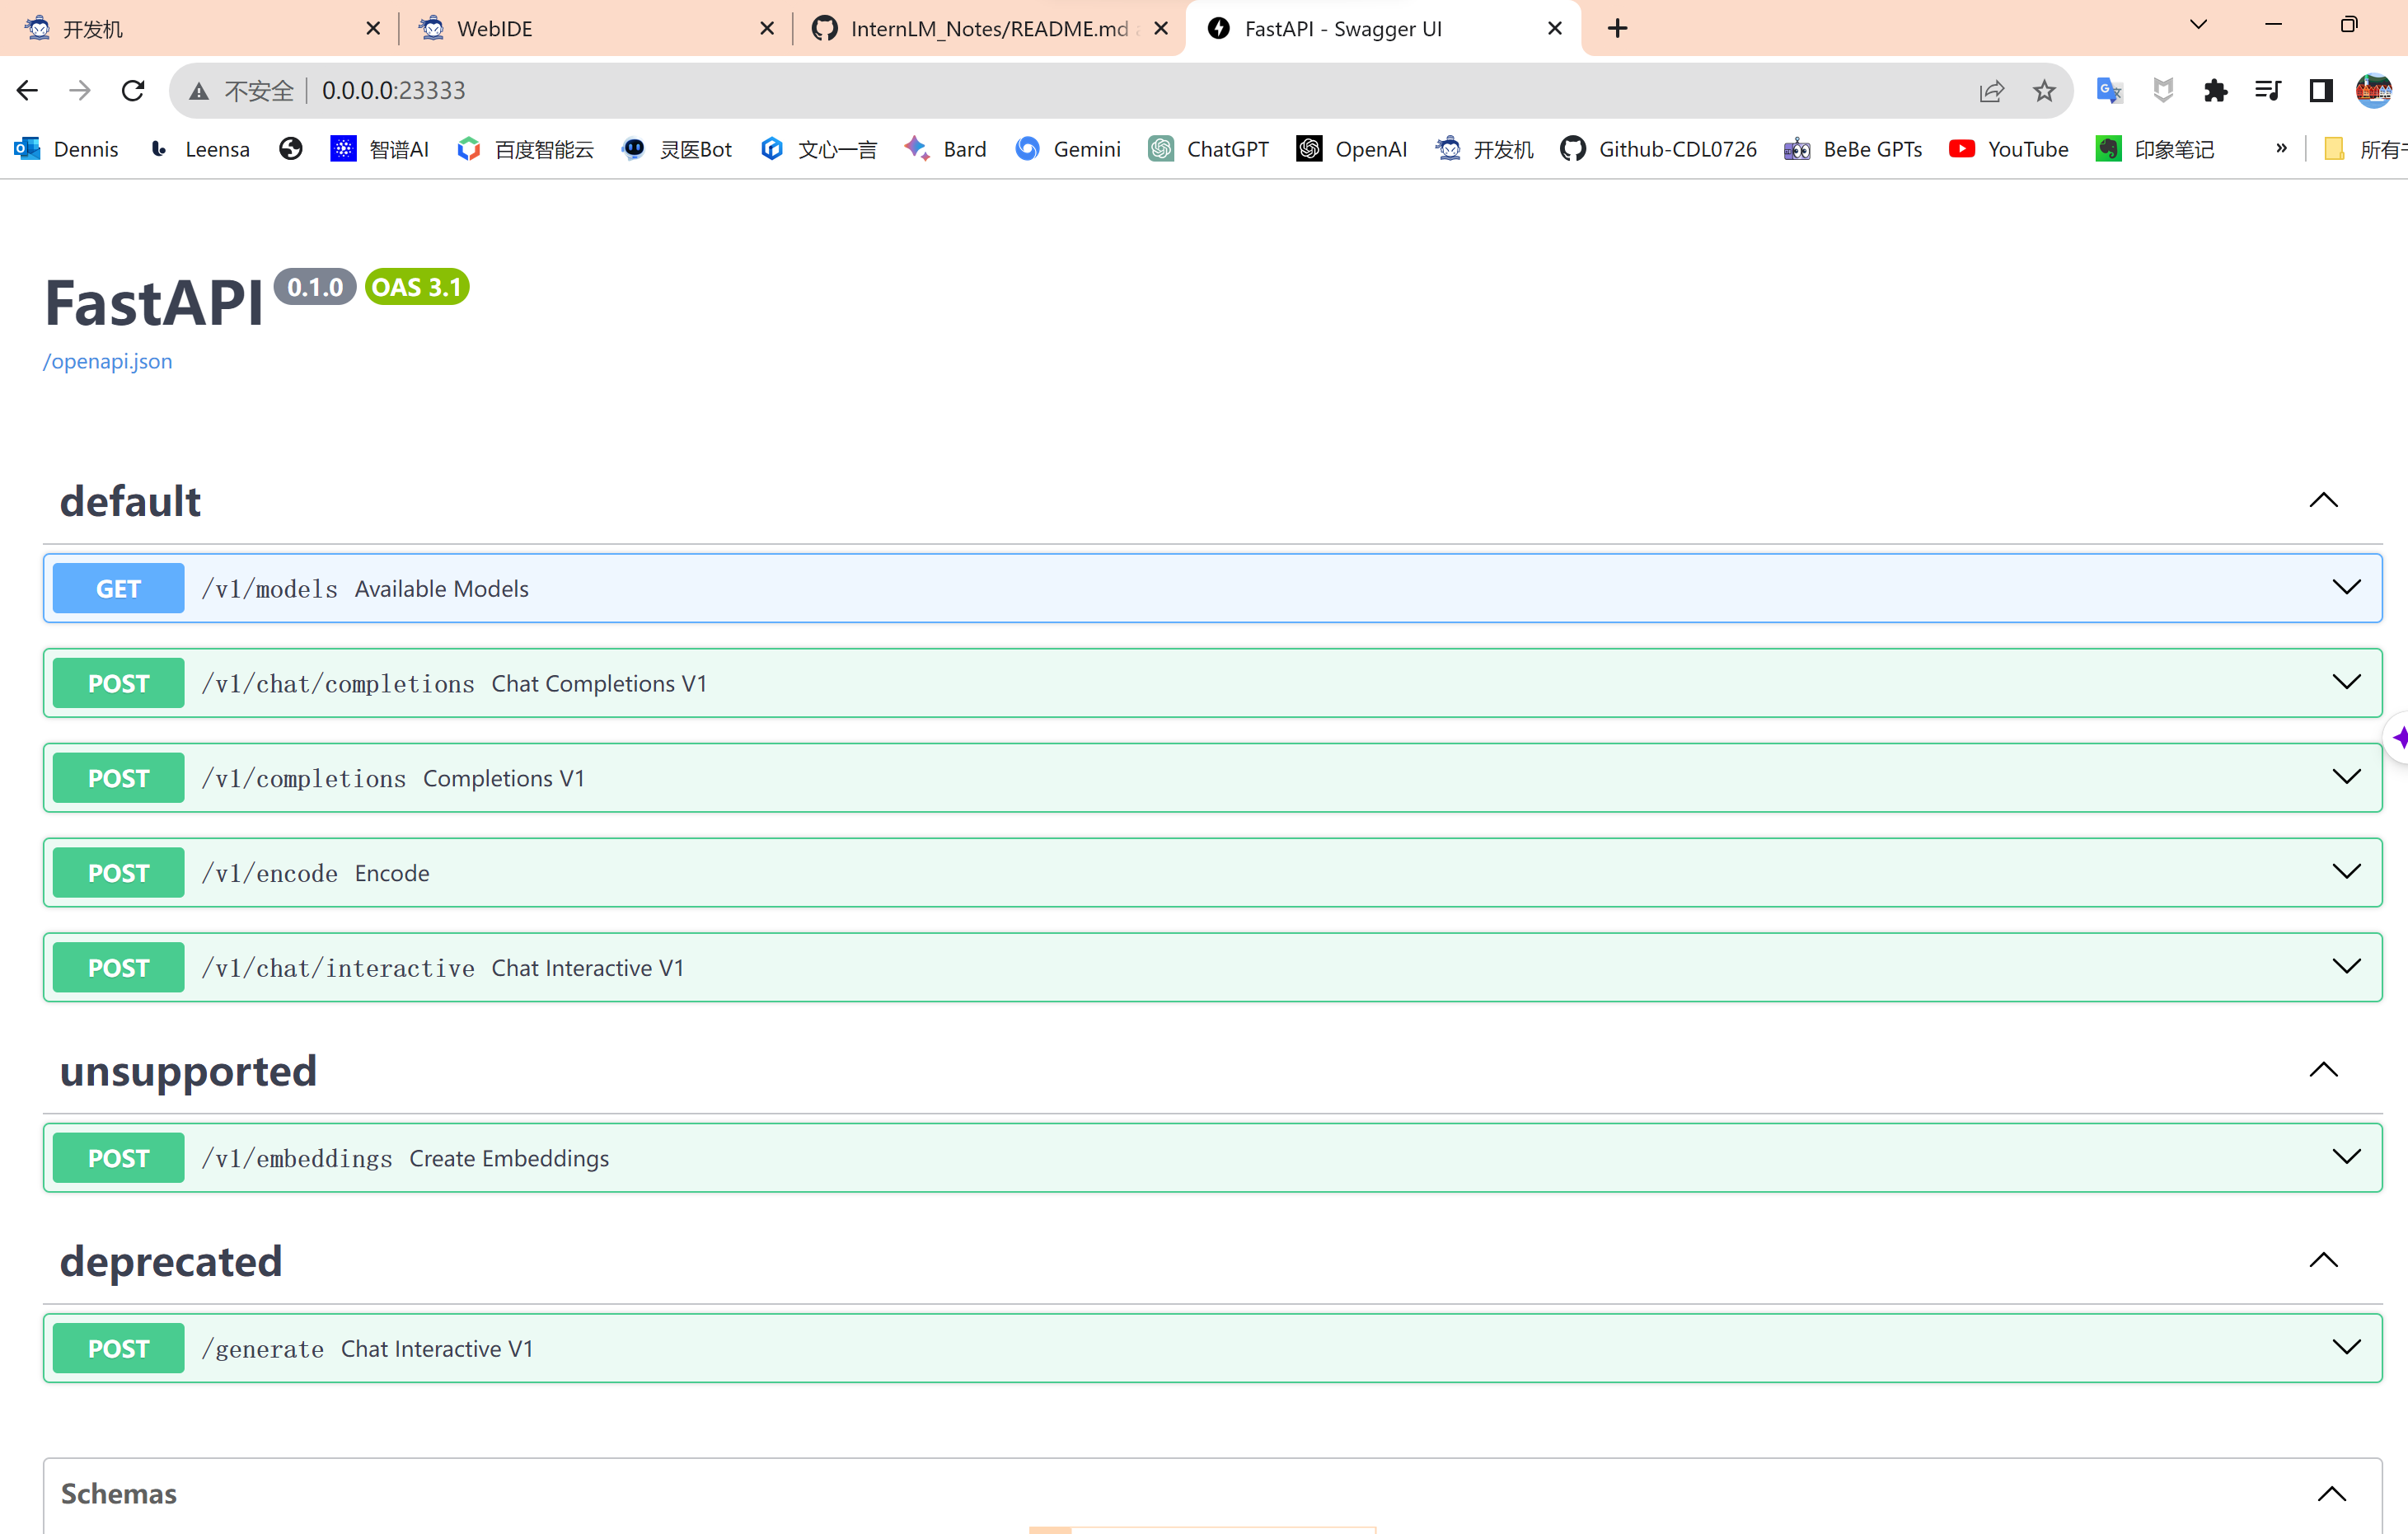 开发机
WebIDE
InternLM_Notes/README.md
FastAPI - Swagger UI
不安全 0.0.0.0:23333
Dennis Leensa 智谱AI 百度智能云 灵医Bot 文心一言 Bard Gemini ChatGPT OpenAI 开发机 Github-CDL0726 BeBe GPTs YouTube 印象笔记 » 所有
FastAPI 0.1.0 OAS 3.1
/openapi.json
default
GET /v1/models Available Models
POST /v1/chat/completions Chat Completions V1
POST /v1/completions Completions V1
POST /v1/encode Encode
POST /v1/chat/interactive Chat Interactive V1
unsupported
POST /v1/embeddings Create Embeddings
deprecated
POST /generate Chat Interactive V1
Schemas